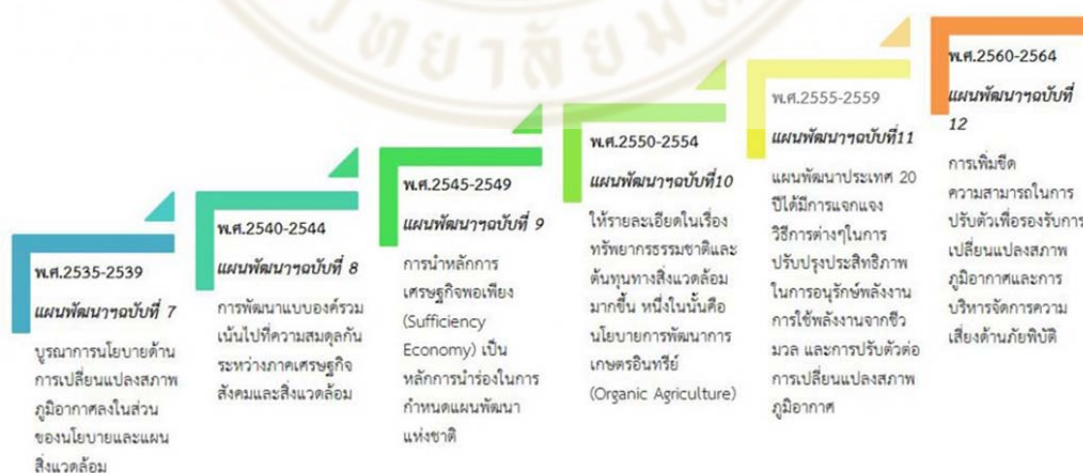 วิทยาลัยม
พ.ศ.2535-2539
แผนพัฒนาฯฉบับที่ 7
บูรณาการนโยบายด้าน
การเปลี่ยนแปลงสภาพ
ภูมิอากาศลงในส่วน
ของนโยบายและแผน
สิ่งแวดล้อม
พ.ศ.2540-2544
แผนพัฒนาฯฉบับที่ 8
การพัฒนาแบบองค์รวม
เน้นไปที่ความสมดุลกัน
ระหว่างภาคเศรษฐกิจ
สังคมและสิ่งแวดล้อม
พ.ศ.2545-2549
แผนพัฒนาฯฉบับที่ 9
การนำหลักการ
เศรษฐกิจพอเพียง
(Sufficiency
Economy) เป็น
หลักการนำร่องในการ
กำหนดแผนพัฒนา
แห่งชาติ
พ.ศ.2550-2554
แผนพัฒนาฯฉบับที่10
ให้รายละเอียดในเรื่อง
ทรัพยากรธรรมชาติและ
ต้นทุนทางสิ่งแวดล้อม
มากขึ้น หนึ่งในนั้นคือ
นโยบายการพัฒนาการ
เกษตรอินทรีย์
(Organic Agriculture)
พ.ศ.2555-2559
แผนพัฒนาฯฉบับที่11
แผนพัฒนาประเทศ 20
ปีได้มีการแจกแจง
วิธีการต่างๆในการ
ปรับปรุงประสิทธิภาพ
ในการอนุรักษ์พลังงาน
การใช้พลังงานจากชีว
มวล และการปรับตัวต่อ
การเปลี่ยนแปลงสภาพ
ภูมิอากาศ
พ.ศ.2560-2564
แผนพัฒนาฯฉบับที่
12
การเพิ่มขีด
ความสามารถในการ
ปรับตัวเพื่อรองรับการ
เปลี่ยนแปลงสภาพ
ภูมิอากาศและการ
บริหารจัดการความ
เสี่ยงด้านภัยพิบัติ